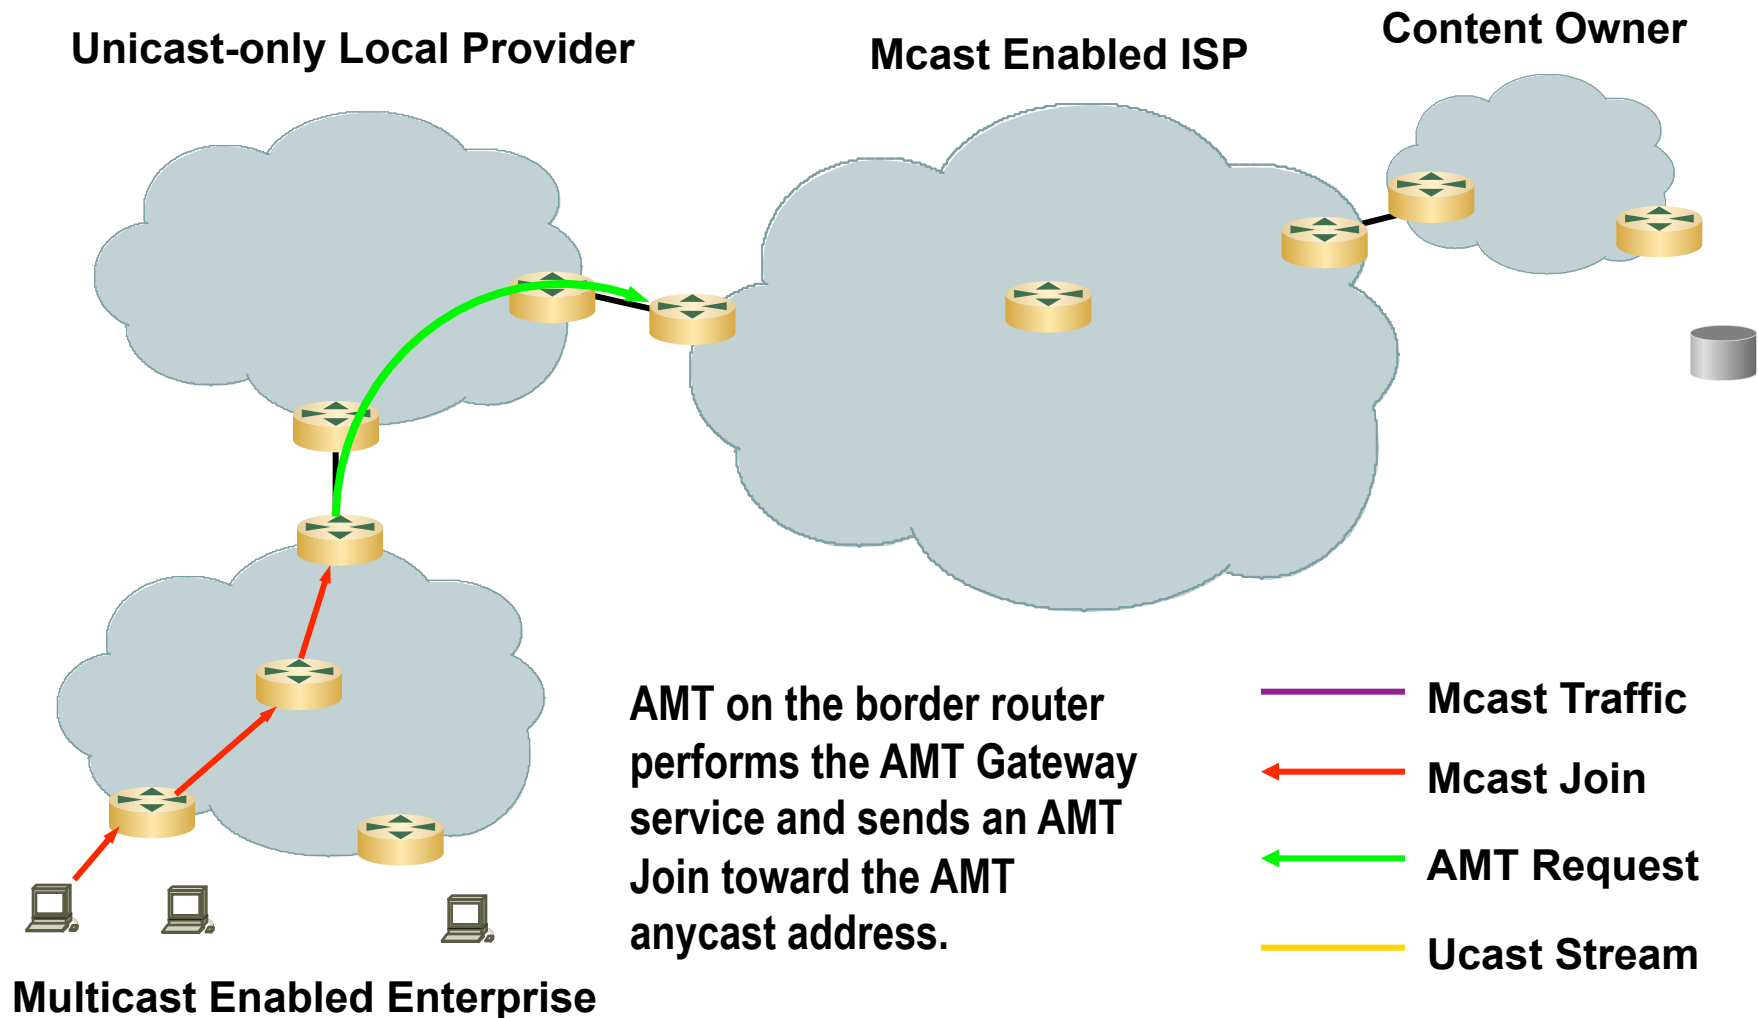 Unicast-only Local Provider
Mcast Enabled ISP
Content Owner
AMT on the border router
performs the AMT Gateway
service and sends an AMT
Join toward the AMT
anycast address.
Mcast Traffic
Mcast Join
AMT Request
Ucast Stream
Multicast Enabled Enterprise